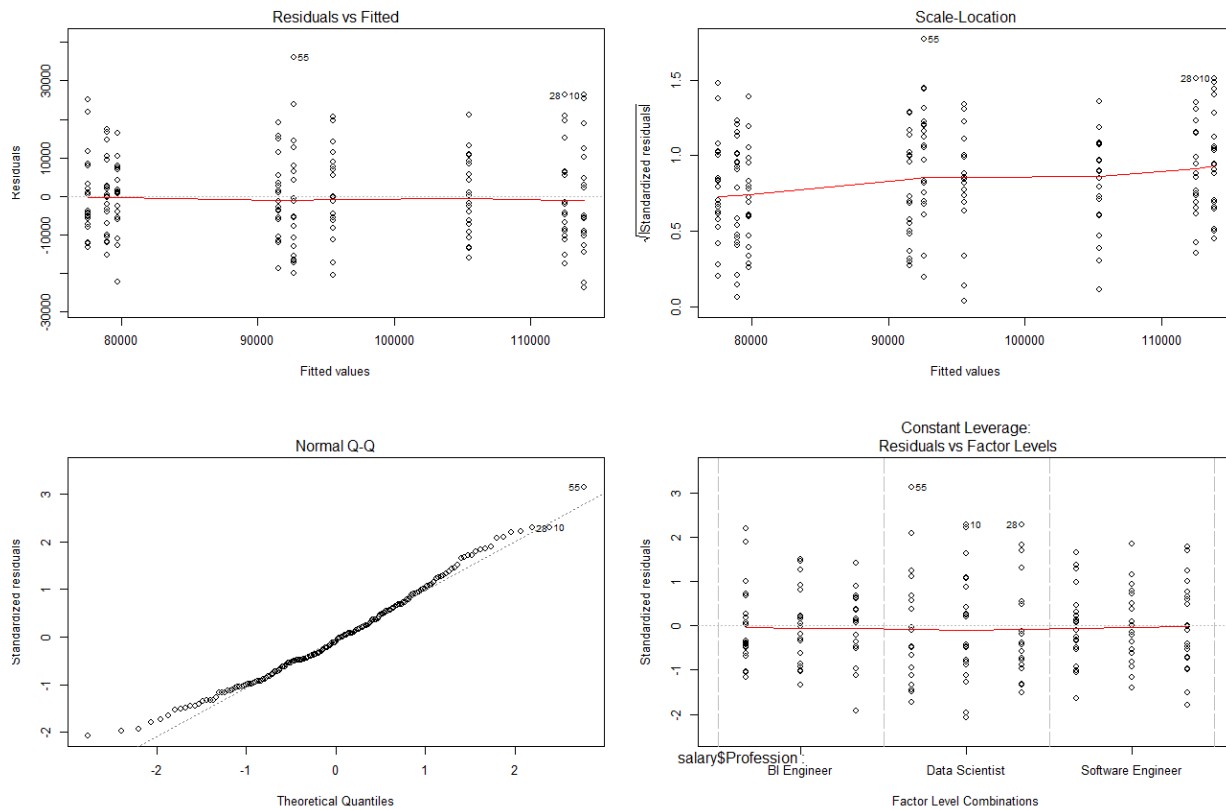 Residuals vs Fitted
Residuals
30000
10000
0
-10000
-30000
55
28 10
80000 90000 100000 110000
Fitted values
Scale-Location
√|Standardized residuals|
1.5
1.0
0.5
0.0
55
28 10
80000 90000 100000 110000
Fitted values
Normal Q-Q
Standardized residuals
3
2
1
0
-1
-2
55
28 10
-2 -1 0 1 2
Theoretical Quantiles
Constant Leverage:
Residuals vs Factor Levels
Standardized residuals
3
2
1
0
-1
-2
55
10 28
salary$Profession :
BI Engineer Data Scientist Software Engineer
Factor Level Combinations